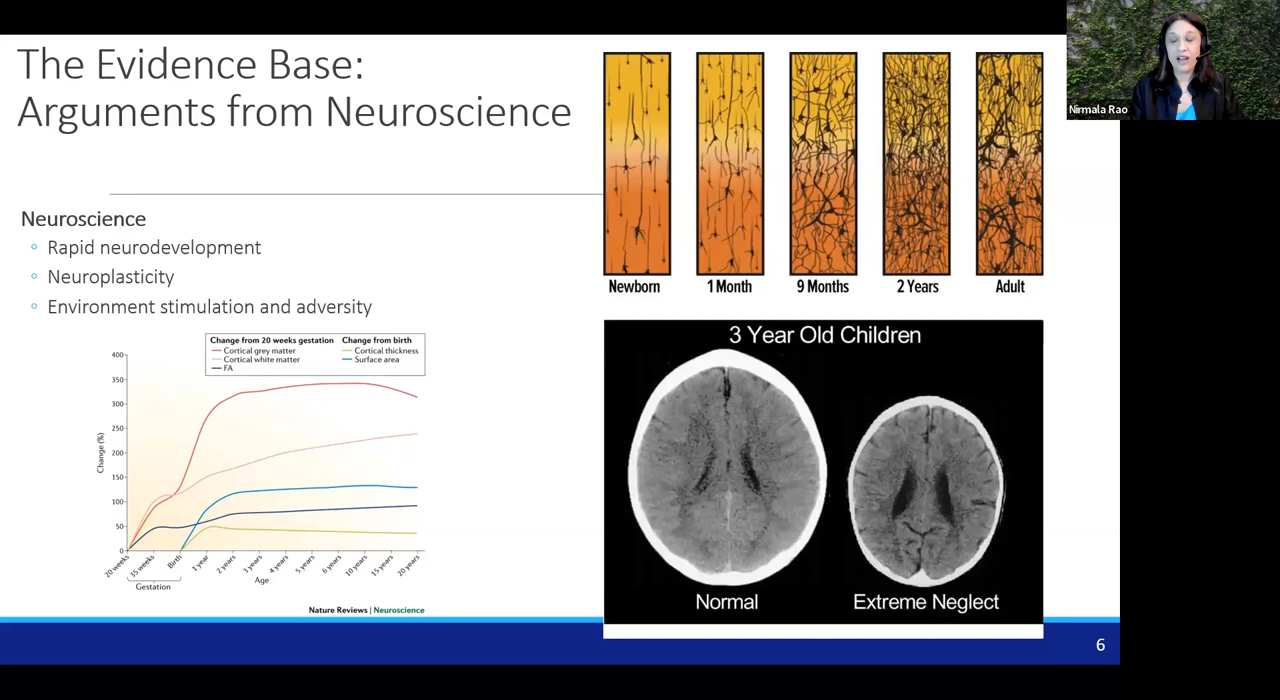 The Evidence Base:
Arguments from Neuroscience
Neuroscience
Rapid neurodevelopment
Neuroplasticity
Environment stimulation and adversity
Change from 20 weeks gestation
Cortical grey matter
Cortical white matter
FA
Change from birth
Cortical thickness
Surface area
Change (%)
400
350
300
250
200
150
100
50
0
20 weeks
35 weeks
Birth
1 year
2 years
3 years
4 years
5 years
6 years
10 years
15 years
20 years
Gestation
Age
Nature Reviews | Neuroscience
Newborn
1 Month
9 Months
2 Years
Adult
3 Year Old Children
Normal
Extreme Neglect
6
Nirmala Rao